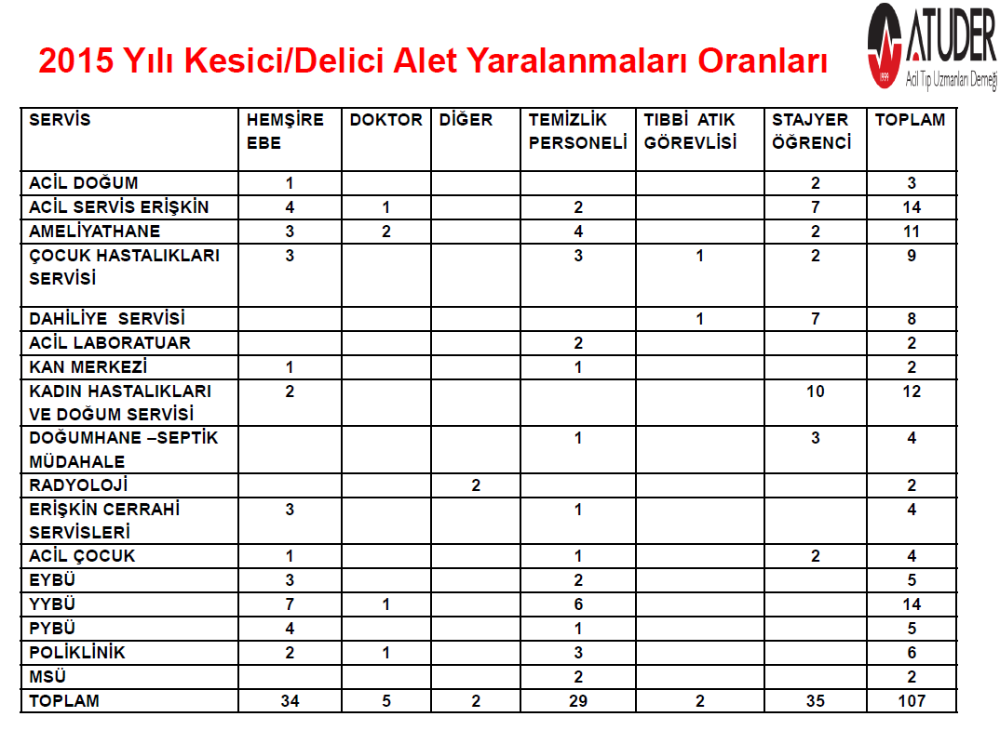 2015 Yılı Kesici/Delici Alet Yaralanmaları Oranları
ATUDER
1999
Acil Tıp Uzmanları Derneği
SERVİS HEMŞİRE EBE DOKTOR DİĞER TEMİZLİK PERSONELİ TIBBİ ATIK GÖREVLİSİ STAJYER ÖĞRENCİ TOPLAM
ACİL DOĞUM 1 2 3
ACİL SERVİS ERİŞKİN 4 1 2 7 14
AMELİYATHANE 3 2 4 2 11
ÇOCUK HASTALIKLARI SERVİSİ 3 3 1 2 9
DAHİLİYE SERVİSİ 1 7 8
ACİL LABORATUAR 2 2
KAN MERKEZİ 1 1 2
KADIN HASTALIKLARI VE DOĞUM SERVİSİ 2 10 12
DOĞUMHANE –SEPTİK MÜDAHALE 1 3 4
RADYOLOJİ 2 2
ERİŞKİN CERRAHİ SERVİSLERİ 3 1 4
ACİL ÇOCUK 1 1 2 4
EYBÜ 3 2 5
YYBÜ 7 1 6 14
PYBÜ 4 1 5
POLİKLİNİK 2 1 3 6
MSÜ 2 2
TOPLAM 34 5 2 29 2 35 107